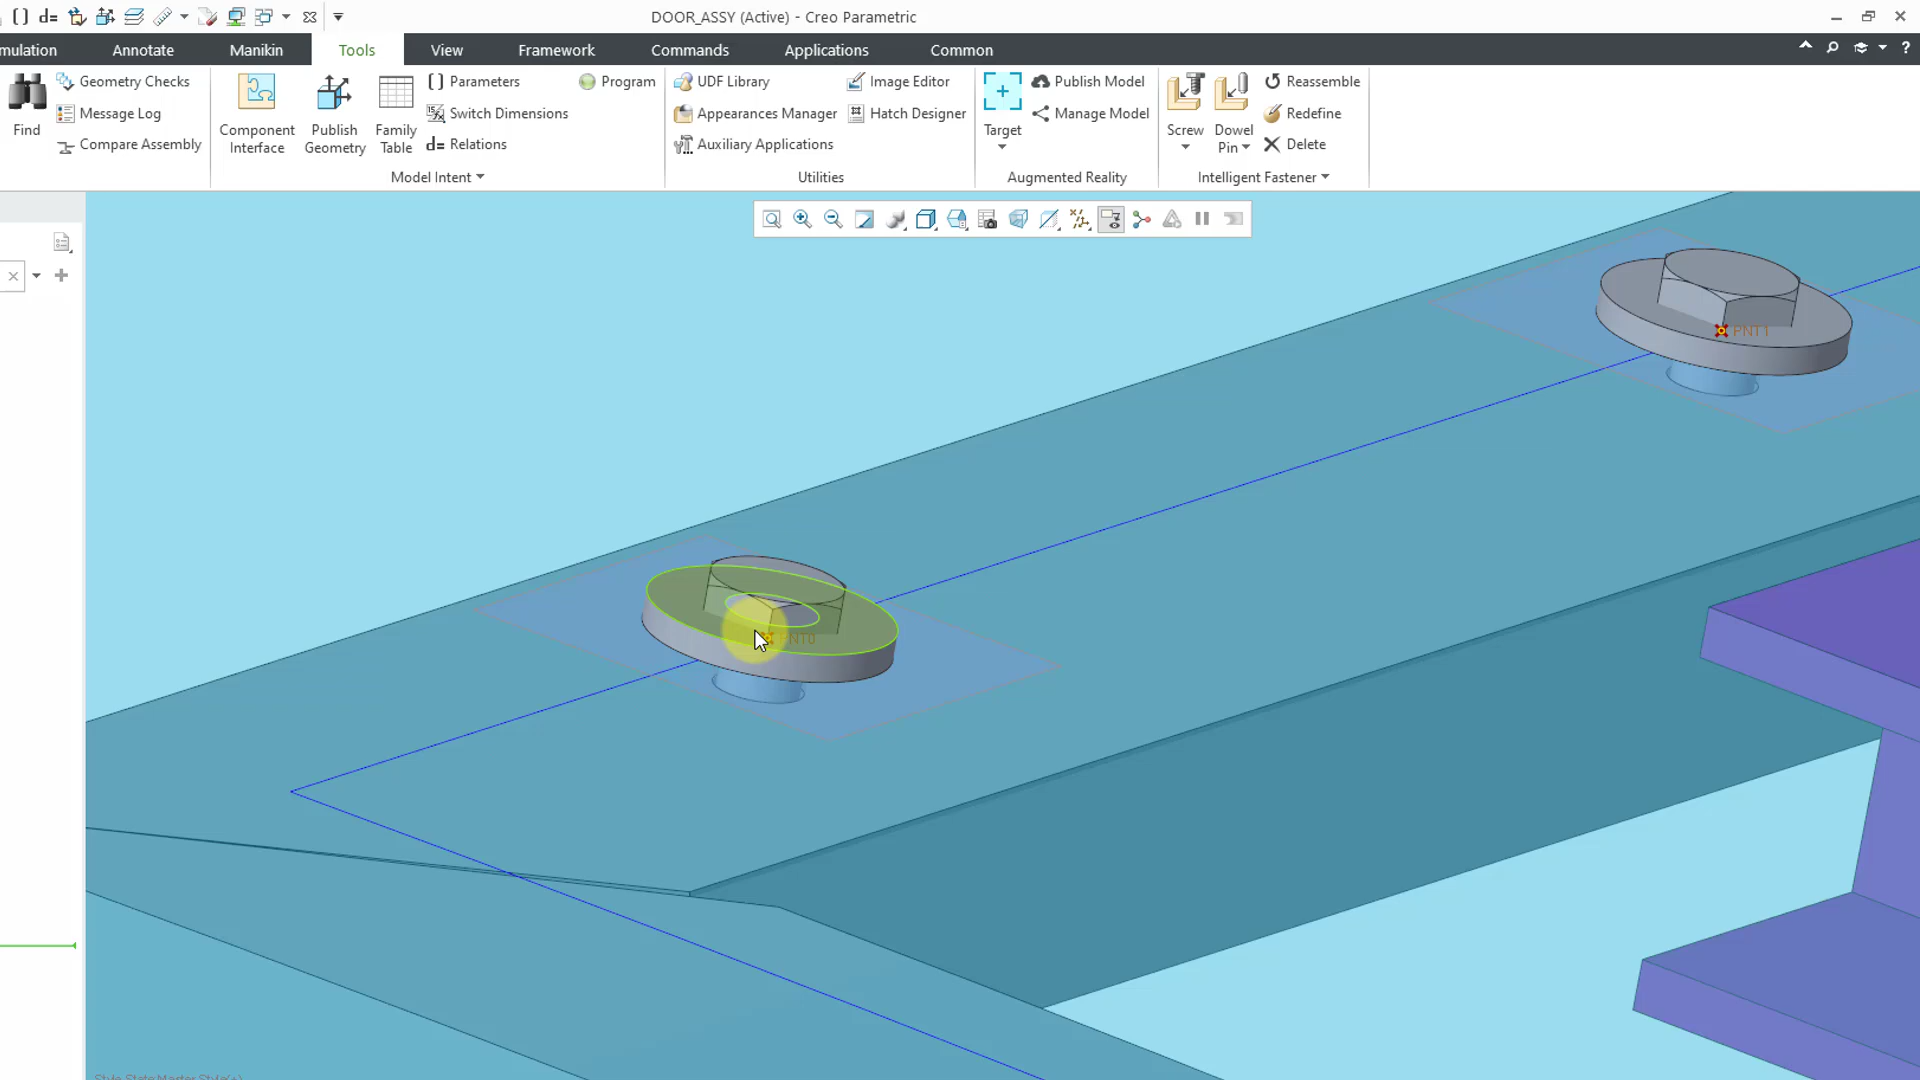 DOOR_ASSY (Active) - Creo Parametric
mulation Annotate Manikin Tools View Framework Commands Applications Common
Find
Geometry Checks
Message Log
Compare Assembly
Component Interface
Publish Geometry
Family Table
Parameters
Switch Dimensions
d= Relations
Program
Model Intent
UDF Library
Appearances Manager
Auxiliary Applications
Image Editor
Hatch Designer
Utilities
Target
Publish Model
Manage Model
Augmented Reality
Screw
Dowel Pin
Reassemble
Redefine
Delete
Intelligent Fastener
PNT1
PNT0